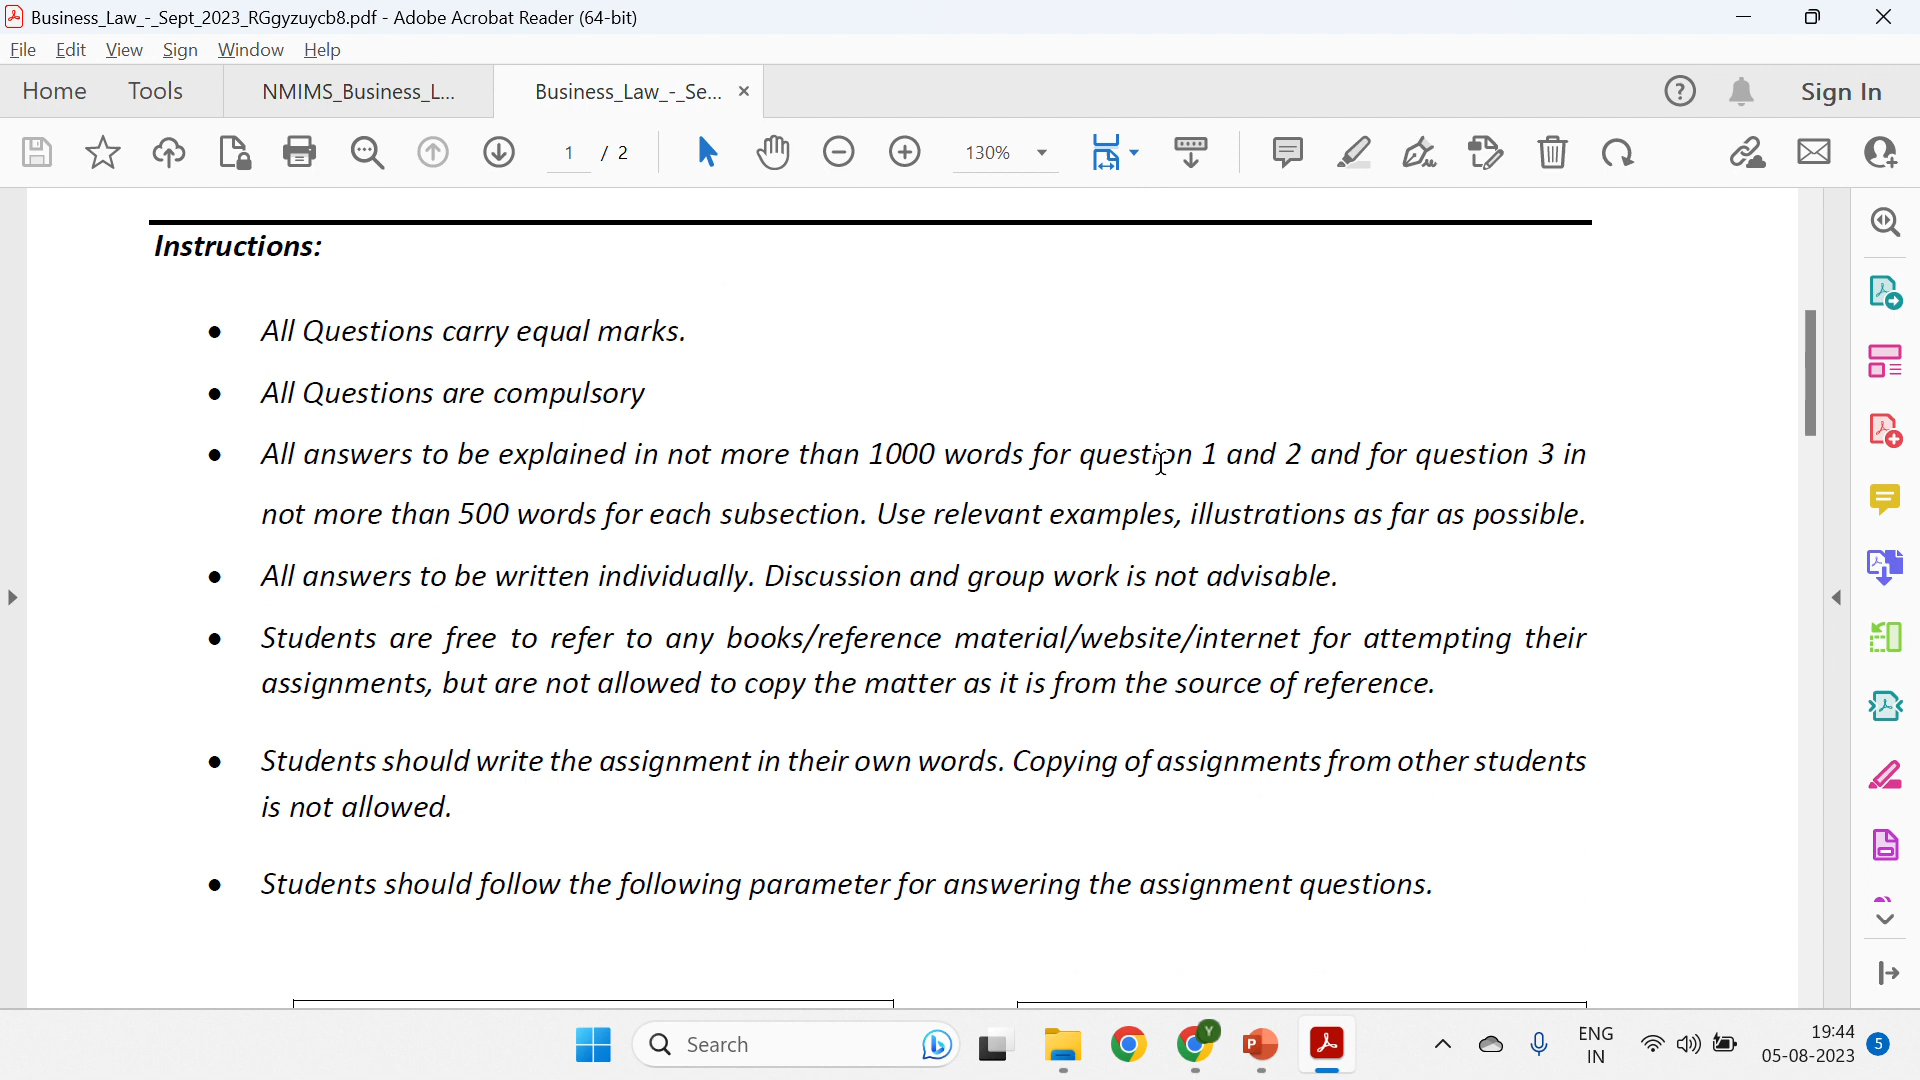 Business_Law_-_Sept_2023_RGgyzuycb8.pdf - Adobe Acrobat Reader (64-bit)
File Edit View Sign Window Help
Home Tools NMIMS_Business_L... Business_Law_-_Se... × ? Sign In
1 / 2 130%
Instructions:
• All Questions carry equal marks.
• All Questions are compulsory
• All answers to be explained in not more than 1000 words for question 1 and 2 and for question 3 in
not more than 500 words for each subsection. Use relevant examples, illustrations as far as possible.
• All answers to be written individually. Discussion and group work is not advisable.
• Students are free to refer to any books/reference material/website/internet for attempting their
assignments, but are not allowed to copy the matter as it is from the source of reference.
• Students should write the assignment in their own words. Copying of assignments from other students
is not allowed.
• Students should follow the following parameter for answering the assignment questions.
Search Y P ENG 19:44
IN 05-08-2023 5